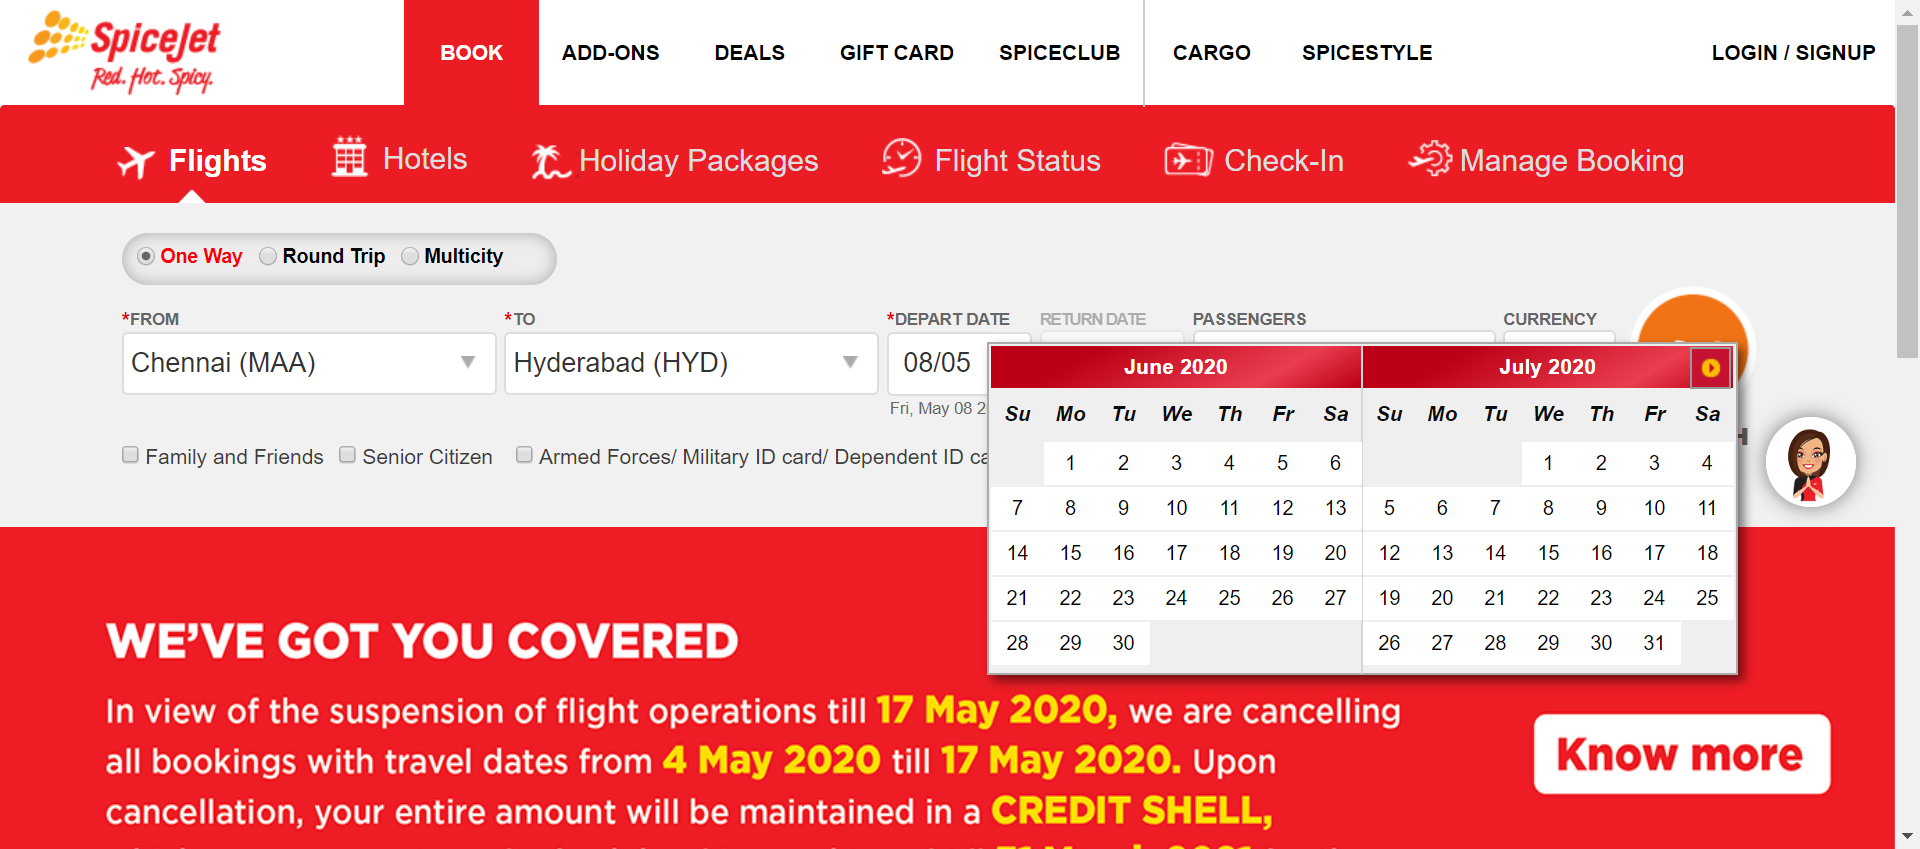 SpiceJet
Red. Hot. Spicy.
BOOK ADD-ONS DEALS GIFT CARD SPICECLUB CARGO SPICESTYLE LOGIN / SIGNUP
Flights Hotels Holiday Packages Flight Status Check-In Manage Booking
One Way Round Trip Multicity
*FROM *TO *DEPART DATE RETURN DATE PASSENGERS CURRENCY
Chennai (MAA) Hyderabad (HYD) 08/05
Fri, May 08 2
Family and Friends Senior Citizen Armed Forces/ Military ID card/ Dependent ID ca
June 2020
Su Mo Tu We Th Fr Sa
1 2 3 4 5 6
7 8 9 10 11 12 13
14 15 16 17 18 19 20
21 22 23 24 25 26 27
28 29 30
July 2020
Su Mo Tu We Th Fr Sa
1 2 3 4
5 6 7 8 9 10 11
12 13 14 15 16 17 18
19 20 21 22 23 24 25
26 27 28 29 30 31
H
WE'VE GOT YOU COVERED
In view of the suspension of flight operations till 17 May 2020, we are cancelling
all bookings with travel dates from 4 May 2020 till 17 May 2020. Upon
cancellation, your entire amount will be maintained in a CREDIT SHELL,
Know more